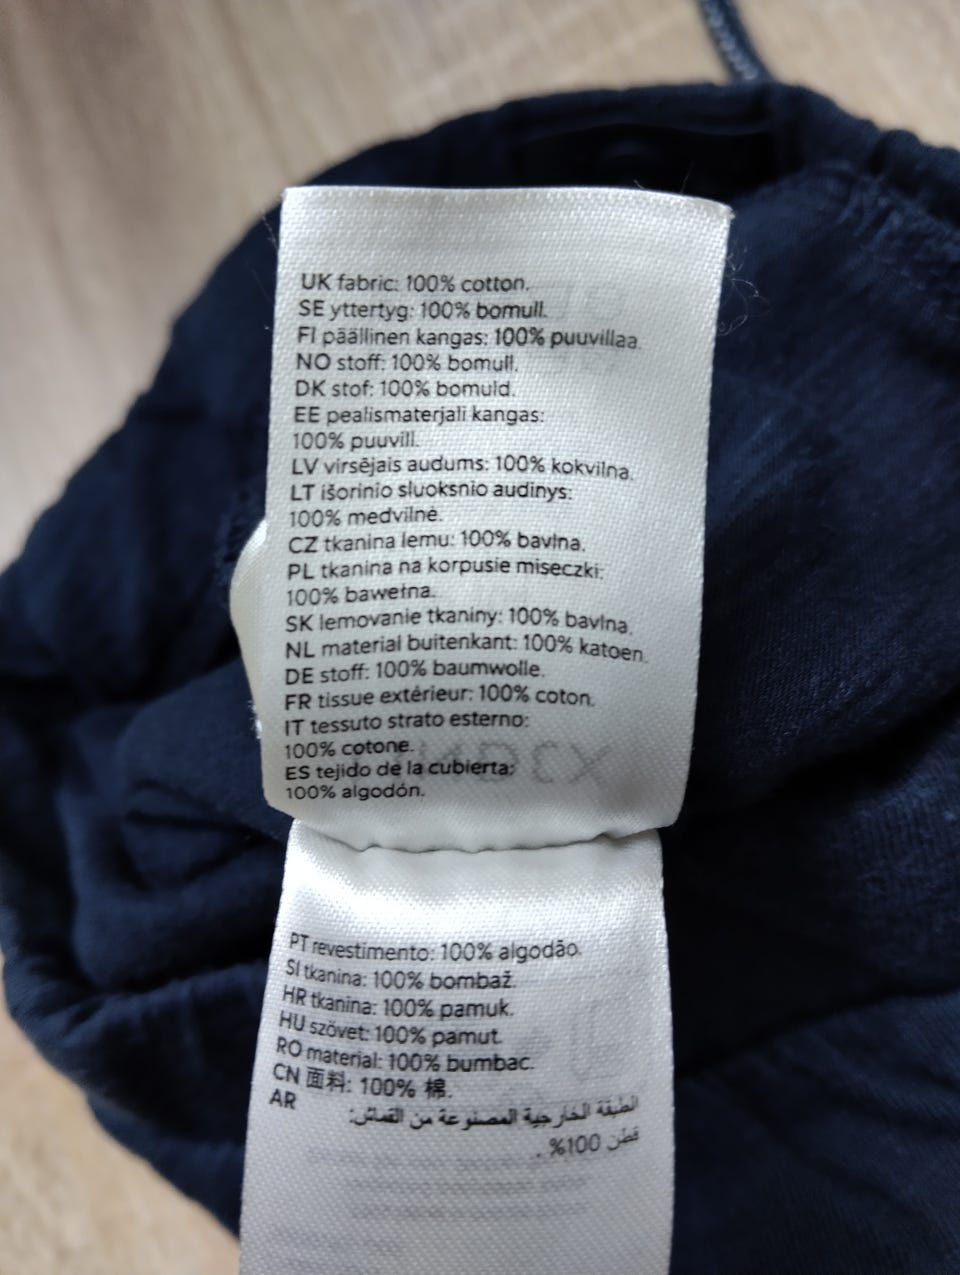 UK fabric: 100% cotton.
SE yttertyg: 100% bomull.
FI päällinen kangas: 100% puuvillaa.
NO stoff: 100% bomull.
DK stof: 100% bomuld.
EE pealismaterjali kangas:
100% puuvill.
LV virsējais audums: 100% kokvilna.
LT išorinio sluoksnio audinys:
100% medvilnė.
CZ tkanina lemu: 100% bavlna.
PL tkanina na korpusie miseczki:
100% bawełna.
SK lemovanie tkaniny: 100% bavlna.
NL material buitenkant: 100% katoen.
DE stoff: 100% baumwolle.
FR tissue extérieur: 100% coton.
IT tessuto strato esterno:
100% cotone.
ES tejido de la cubierta:
100% algodón.
PT revestimento: 100% algodão.
SI tkanina: 100% bombaž.
HR tkanina: 100% pamuk.
HU szövet: 100% pamut.
RO material: 100% bumbac.
CN 面料: 100% 棉.
AR الطبقة الخارجية المصنوعة من القماش:
قطن 100%.